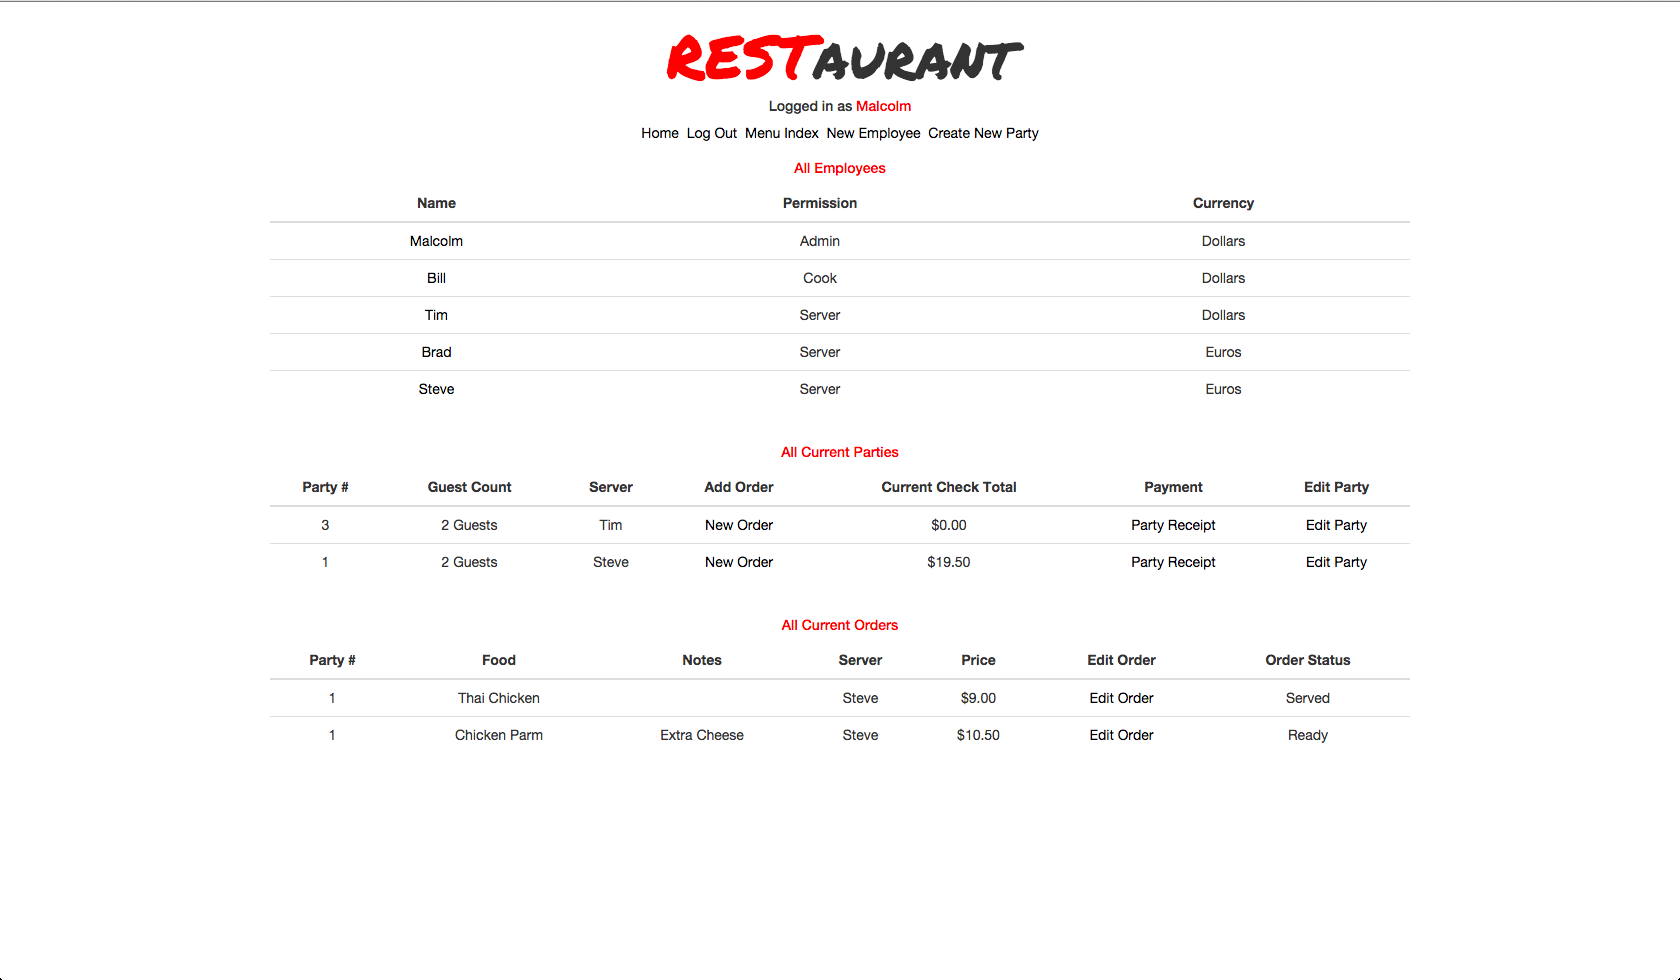 RESTAURANT
Logged in as Malcolm
Home Log Out Menu Index New Employee Create New Party
All Employees
Name Permission Currency
Malcolm Admin Dollars
Bill Cook Dollars
Tim Server Dollars
Brad Server Euros
Steve Server Euros
All Current Parties
Party # Guest Count Server Add Order Current Check Total Payment Edit Party
3 2 Guests Tim New Order $0.00 Party Receipt Edit Party
1 2 Guests Steve New Order $19.50 Party Receipt Edit Party
All Current Orders
Party # Food Notes Server Price Edit Order Order Status
1 Thai Chicken Steve $9.00 Edit Order Served
1 Chicken Parm Extra Cheese Steve $10.50 Edit Order Ready